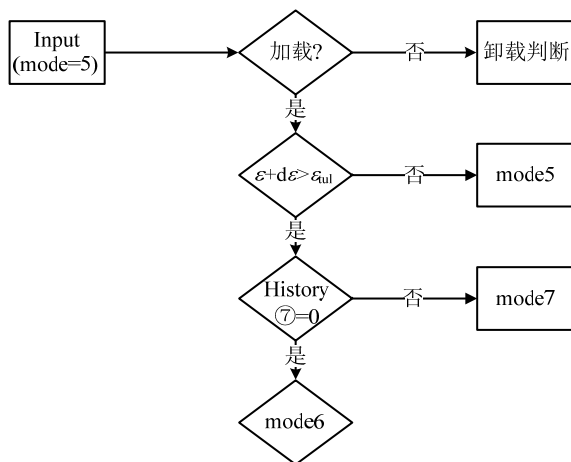 Input
(mode=5)
加载?
否
卸载判断
是
ε+dε>εtul
否
mode5
是
History
⑦=0
否
mode7
是
mode6